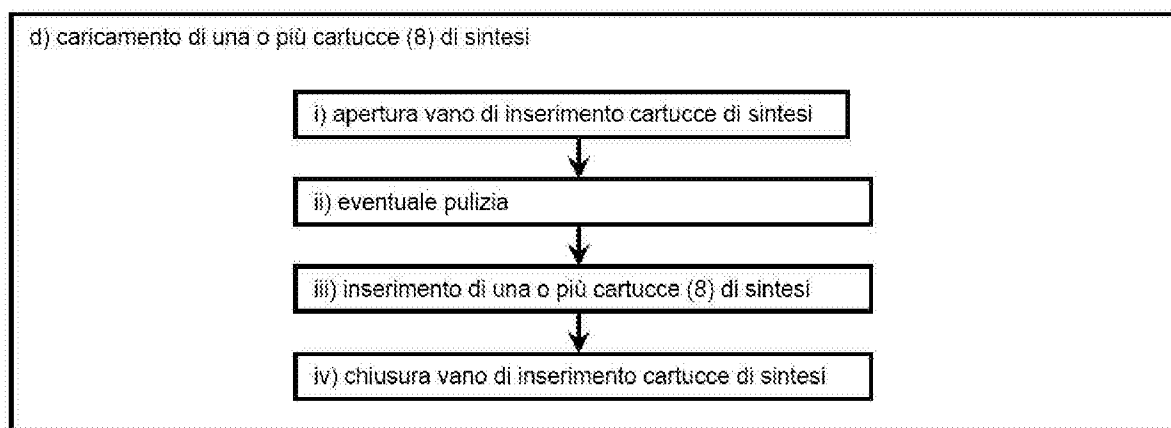 d) caricamento di una o più cartucce (8) di sintesi
i) apertura vano di inserimento cartucce di sintesi
ii) eventuale pulizia
iii) inserimento di una o più cartucce (8) di sintesi
iv) chiusura vano di inserimento cartucce di sintesi